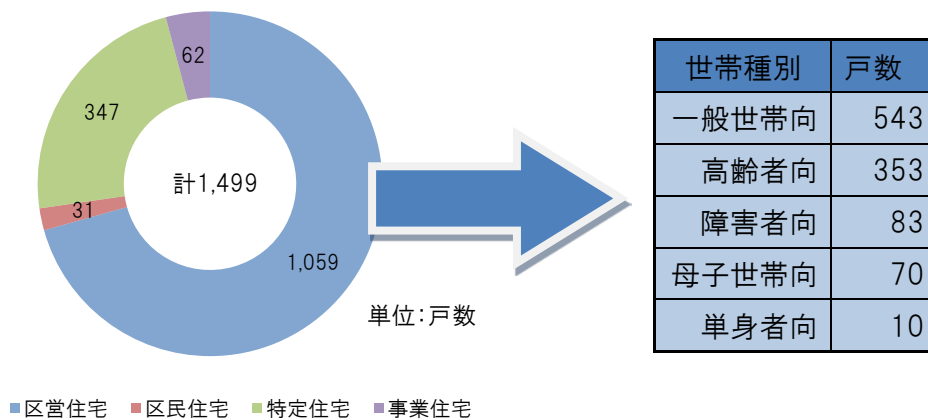 62
347
計1,499
31
1,059
単位:戸数
区営住宅 区民住宅 特定住宅 事業住宅
世帯種別 戸数
一般世帯向 543
高齢者向 353
障害者向 83
母子世帯向 70
単身者向 10